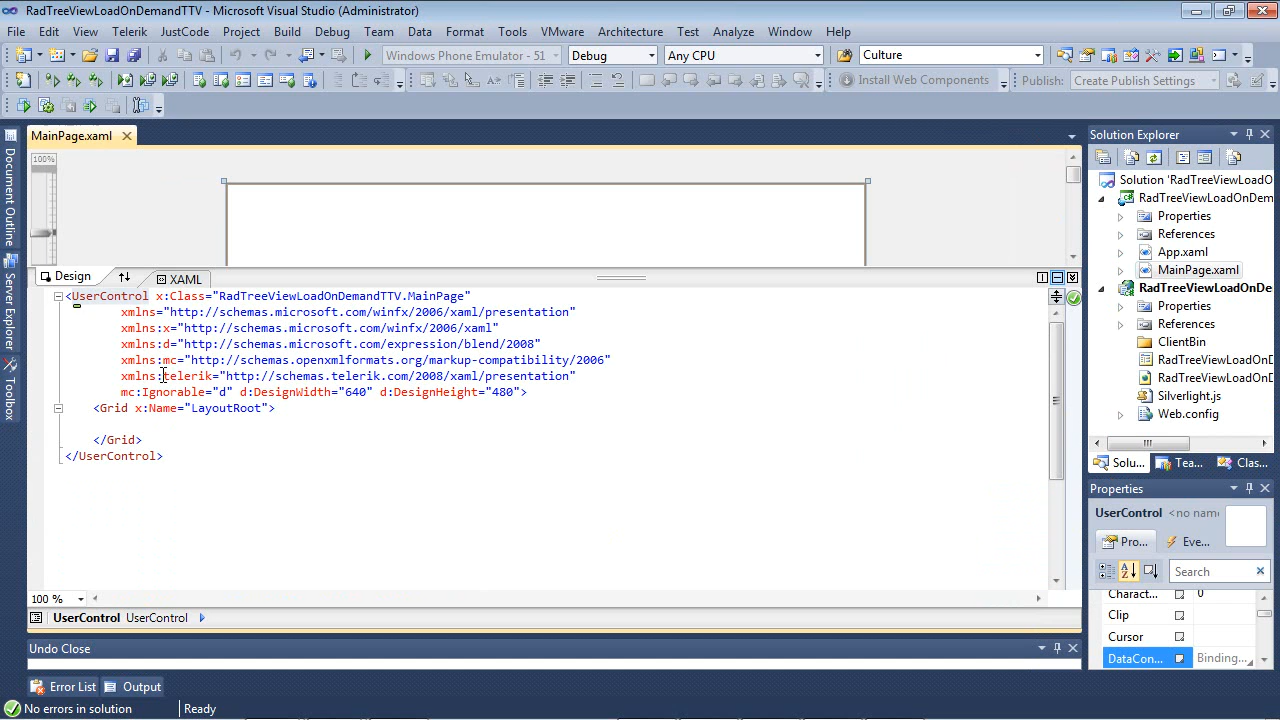 RadTreeViewLoadOnDemandTTV - Microsoft Visual Studio (Administrator)
File Edit View Telerik JustCode Project Build Debug Team Data Format Tools VMware Architecture Test Analyze Window Help
Windows Phone Emulator - 51 Debug Any CPU Culture
Install Web Components Publish: Create Publish Settings
MainPage.xaml
100%
Document Outline
Server Explorer
Toolbox
Design XAML
<UserControl x:Class="RadTreeViewLoadOnDemandTTV.MainPage"
xmlns="http://schemas.microsoft.com/winfx/2006/xaml/presentation"
xmlns:x="http://schemas.microsoft.com/winfx/2006/xaml"
xmlns:d="http://schemas.microsoft.com/expression/blend/2008"
xmlns:mc="http://schemas.openxmlformats.org/markup-compatibility/2006"
xmlns:telerik="http://schemas.telerik.com/2008/xaml/presentation"
mc:Ignorable="d" d:DesignWidth="640" d:DesignHeight="480">
<Grid x:Name="LayoutRoot">
</Grid>
</UserControl>
100 %
UserControl UserControl
Undo Close
Error List Output
No errors in solution Ready
Solution Explorer
Solution 'RadTreeViewLoadO
RadTreeViewLoadOnDem
Properties
References
App.xaml
MainPage.xaml
RadTreeViewLoadOnDe
Properties
References
ClientBin
RadTreeViewLoadOnD
RadTreeViewLoadOnD
Silverlight.js
Web.config
Solu... Tea... Clas...
Properties
UserControl <no name
Pro... Eve...
Search
Charact... 0
Clip
Cursor
DataCon... Binding...